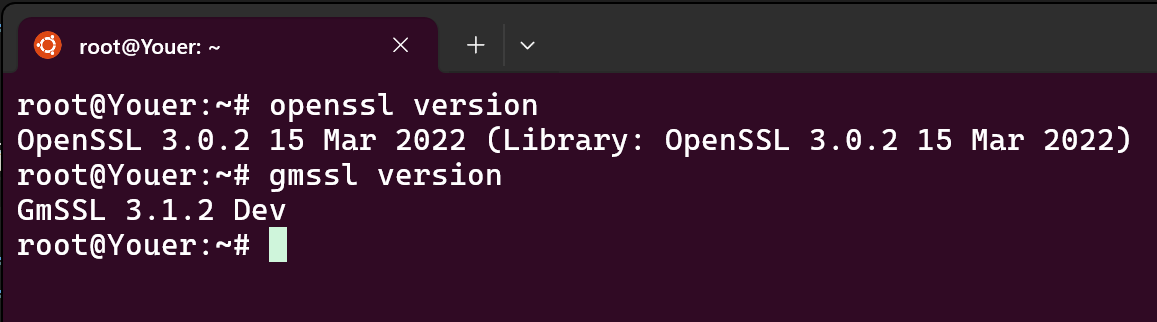 root@Youer: ~
root@Youer:~# openssl version
OpenSSL 3.0.2 15 Mar 2022 (Library: OpenSSL 3.0.2 15 Mar 2022)
root@Youer:~# gmssl version
GmSSL 3.1.2 Dev
root@Youer:~#